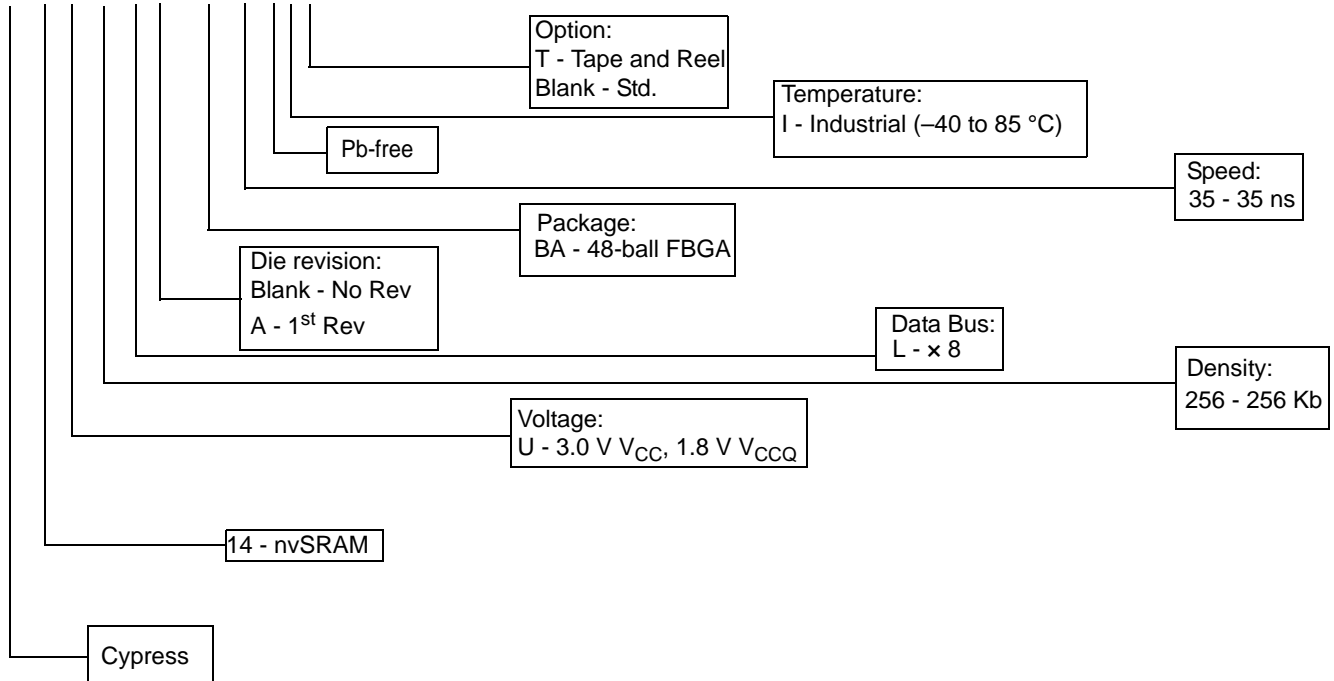 Option:
T - Tape and Reel
Blank - Std.
Temperature:
I - Industrial (–40 to 85 °C)
Pb-free
Speed:
35 - 35 ns
Package:
BA - 48-ball FBGA
Die revision:
Blank - No Rev
A - 1st Rev
Data Bus:
L - × 8
Density:
256 - 256 Kb
Voltage:
U - 3.0 V VCC, 1.8 V VCCQ
14 - nvSRAM
Cypress